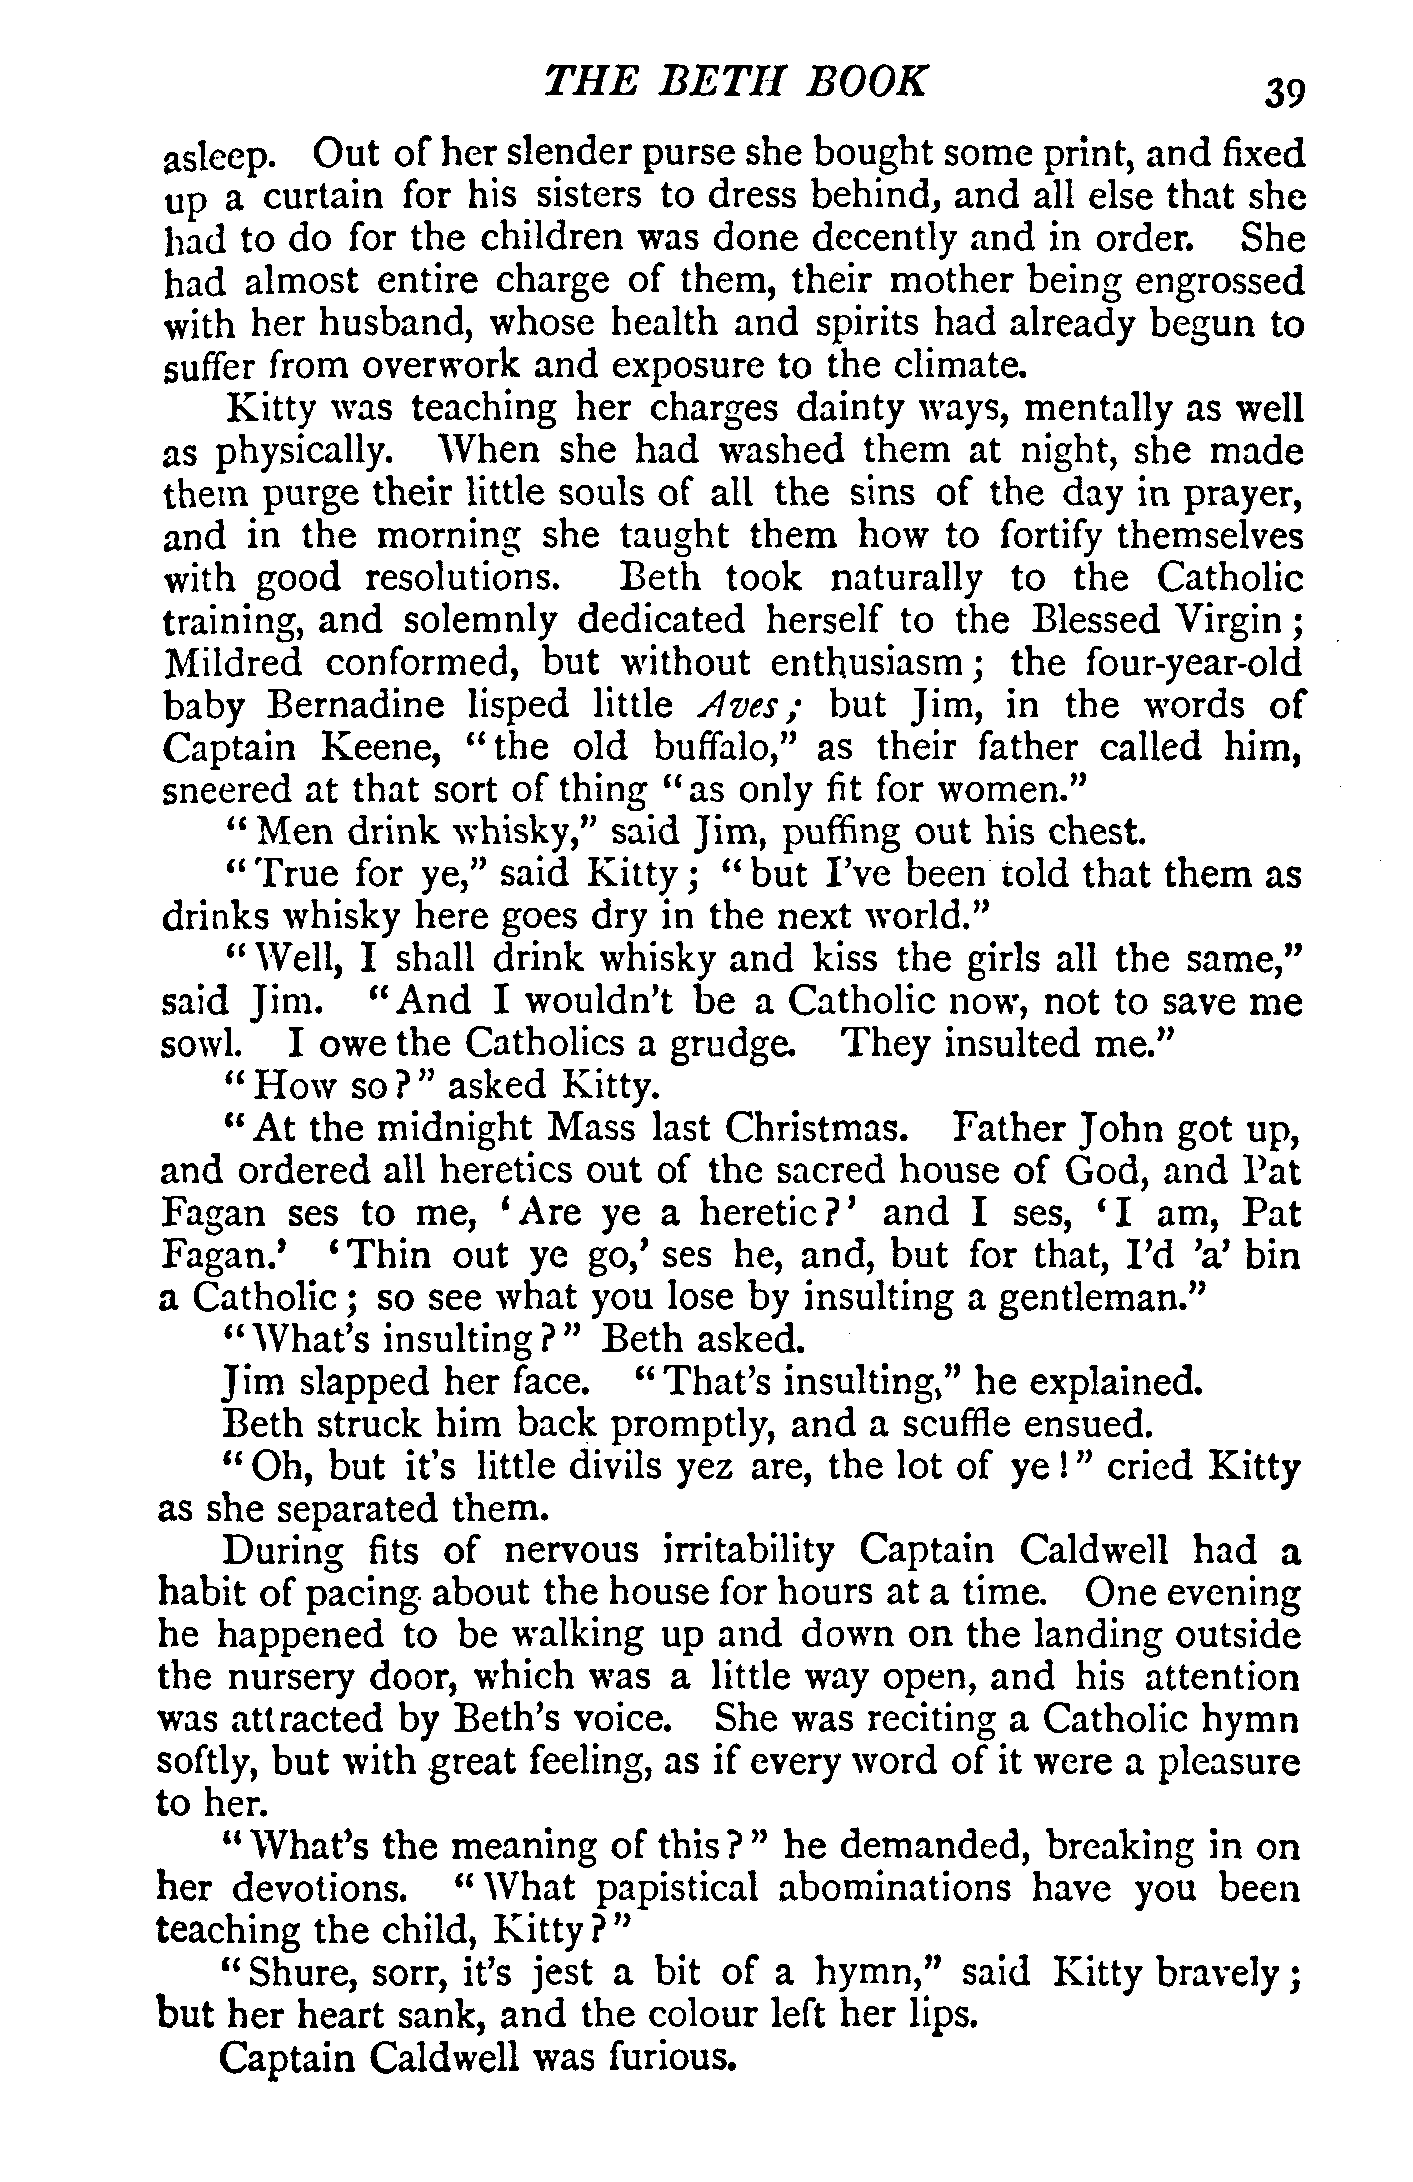 THE BETH BOOK 39
asleep. Out of her slender purse she bought some print, and fixed
up a curtain for his sisters to dress behind, and all else that she
had to do for the children was done decently and in order. She
had almost entire charge of them, their mother being engrossed
with her husband, whose health and spirits had already begun to
suffer from overwork and exposure to the climate.
Kitty was teaching her charges dainty ways, mentally as well
as physically. When she had washed them at night, she made
them purge their little souls of all the sins of the day in prayer,
and in the morning she taught them how to fortify themselves
with good resolutions. Beth took naturally to the Catholic
training, and solemnly dedicated herself to the Blessed Virgin;
Mildred conformed, but without enthusiasm; the four-year-old
baby Bernadine lisped little Aves; but Jim, in the words of
Captain Keene, "the old buffalo," as their father called him,
sneered at that sort of thing "as only fit for women."
"Men drink whisky," said Jim, puffing out his chest.
"True for ye," said Kitty; "but I've been told that them as
drinks whisky here goes dry in the next world."
"Well, I shall drink whisky and kiss the girls all the same,"
said Jim. "And I wouldn't be a Catholic now, not to save me
sowl. I owe the Catholics a grudge. They insulted me."
"How so?" asked Kitty.
"At the midnight Mass last Christmas. Father John got up,
and ordered all heretics out of the sacred house of God, and Pat
Fagan ses to me, 'Are ye a heretic?' and I ses, 'I am, Pat
Fagan.' 'Thin out ye go,' ses he, and, but for that, I'd 'a' bin
a Catholic; so see what you lose by insulting a gentleman."
"What's insulting?" Beth asked.
Jim slapped her face. "That's insulting," he explained.
Beth struck him back promptly, and a scuffle ensued.
"Oh, but it's little divils yez are, the lot of ye!" cried Kitty
as she separated them.
During fits of nervous irritability Captain Caldwell had a
habit of pacing about the house for hours at a time. One evening
he happened to be walking up and down on the landing outside
the nursery door, which was a little way open, and his attention
was attracted by Beth's voice. She was reciting a Catholic hymn
softly, but with great feeling, as if every word of it were a pleasure
to her.
"What's the meaning of this?" he demanded, breaking in on
her devotions. "What papistical abominations have you been
teaching the child, Kitty?"
"Shure, sorr, it's jest a bit of a hymn," said Kitty bravely;
but her heart sank, and the colour left her lips.
Captain Caldwell was furious.